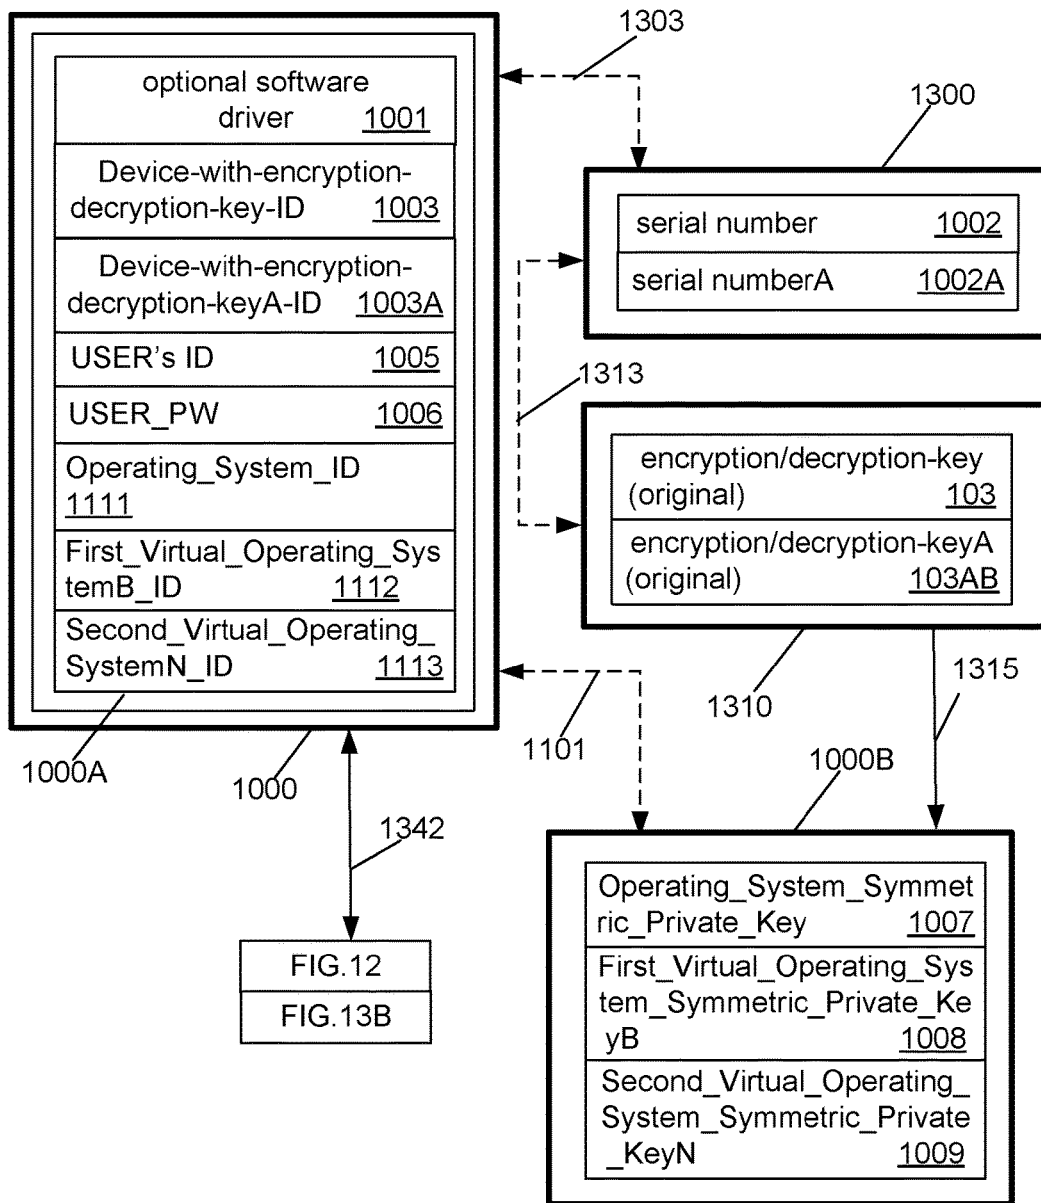 optional software
driver 1001
Device-with-encryption-
decryption-key-ID 1003
Device-with-encryption-
decryption-keyA-ID 1003A
USER's ID 1005
USER_PW 1006
Operating_System_ID
1111
First_Virtual_Operating_Sys
temB_ID 1112
Second_Virtual_Operating_
SystemN_ID 1113
1000A
1000
1342
FIG.12
FIG.13B
1303
1300
serial number 1002
serial numberA 1002A
1313
encryption/decryption-key
(original) 103
encryption/decryption-keyA
(original) 103AB
1310
1315
1101
1000B
Operating_System_Symmet
ric_Private_Key 1007
First_Virtual_Operating_Sys
tem_Symmetric_Private_Ke
yB 1008
Second_Virtual_Operating_
System_Symmetric_Private
_KeyN 1009